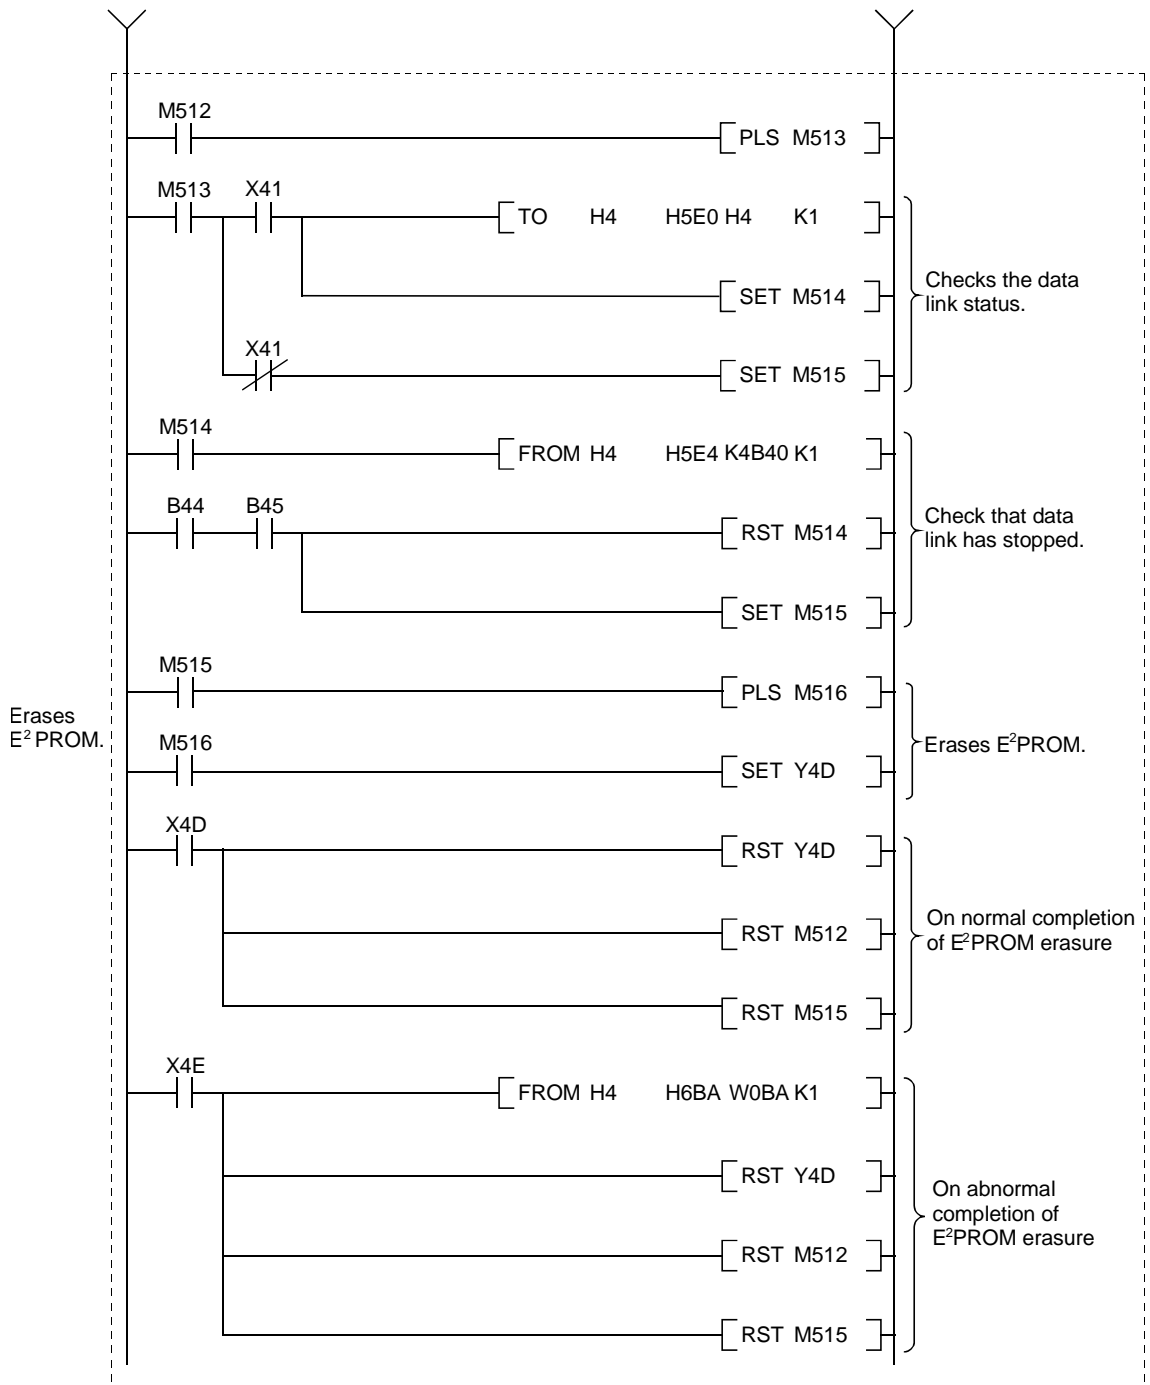 M512
PLS M513
M513 X41
TO H4 H5E0 H4 K1
SET M514
Checks the data
link status.
X41
SET M515
M514
FROM H4 H5E4 K4B40 K1
B44 B45
RST M514
Check that data
link has stopped.
SET M515
M515
PLS M516
Erases
E² PROM.
M516
SET Y4D
Erases E²PROM.
X4D
RST Y4D
RST M512
On normal completion
of E²PROM erasure
RST M515
X4E
FROM H4 H6BA W0BA K1
RST Y4D
On abnormal
completion of
E²PROM erasure
RST M512
RST M515